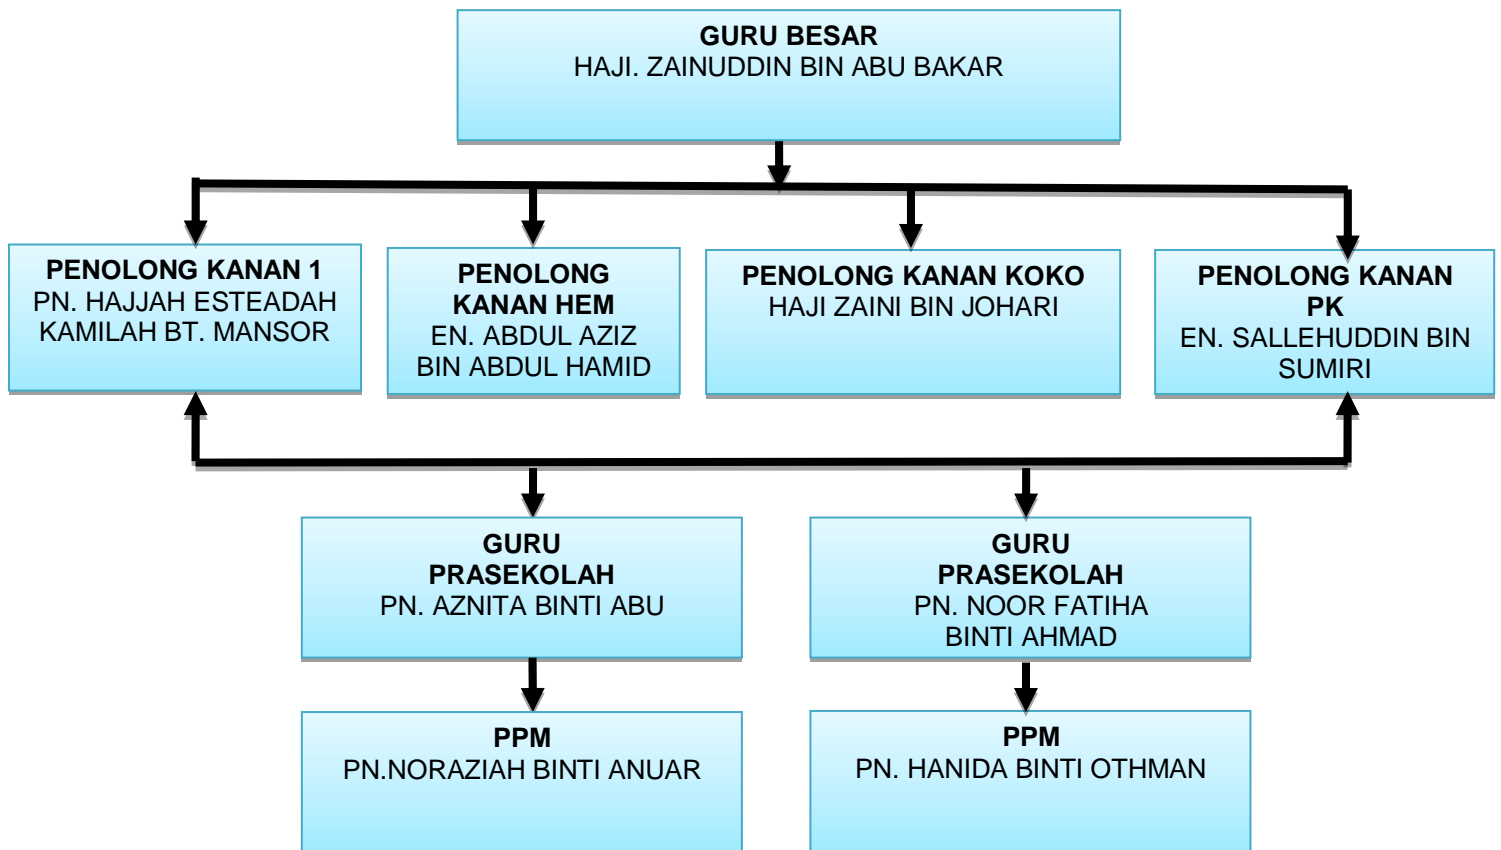 GURU BESAR
HAJI. ZAINUDDIN BIN ABU BAKAR
PENOLONG KANAN 1
PN. HAJJAH ESTEADAH
KAMILAH BT. MANSOR
PENOLONG
KANAN HEM
EN. ABDUL AZIZ
BIN ABDUL HAMID
PENOLONG KANAN KOKO
HAJI ZAINI BIN JOHARI
PENOLONG KANAN
PK
EN. SALLEHUDDIN BIN
SUMIRI
GURU
PRASEKOLAH
PN. AZNITA BINTI ABU
GURU
PRASEKOLAH
PN. NOOR FATIHA
BINTI AHMAD
PPM
PN.NORAZIAH BINTI ANUAR
PPM
PN. HANIDA BINTI OTHMAN